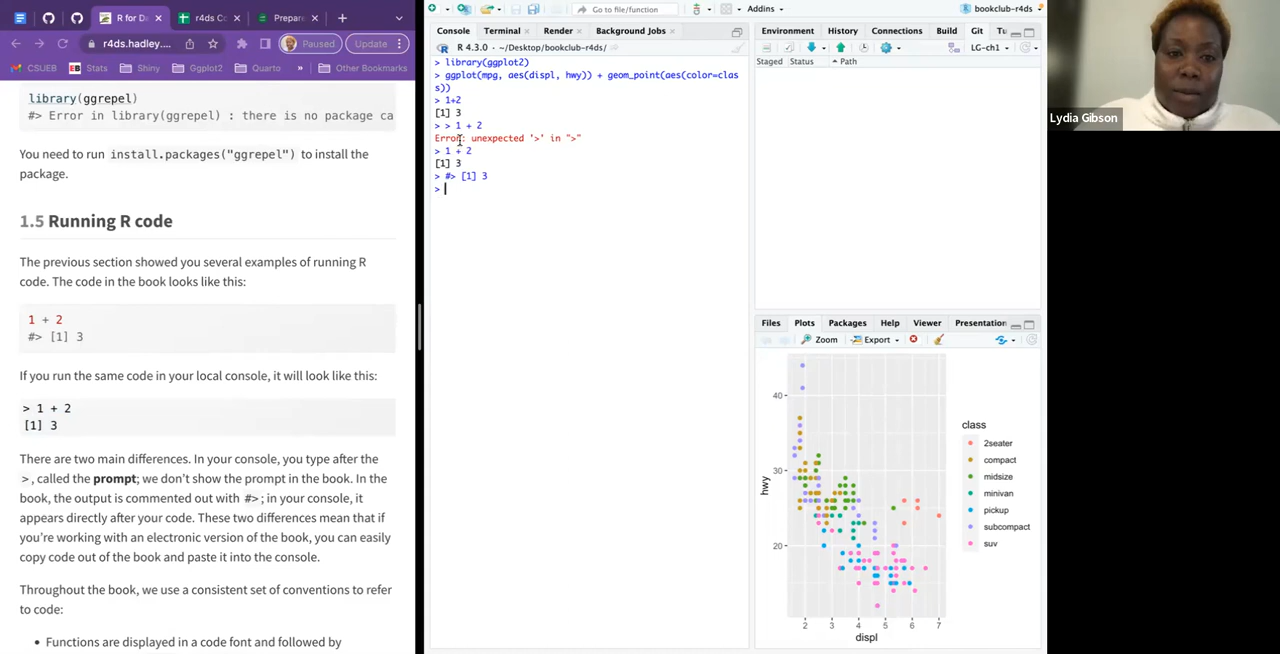 R for Da
r4ds Co
Prepare
r4ds.hadley....
Paused
Update
CSUEB
Stats
Shiny
Ggplot2
Quarto
»
Other Bookmarks
library(ggrepel)
#> Error in library(ggrepel) : there is no package ca
You need to run install.packages("ggrepel") to install the
package.
1.5 Running R code
The previous section showed you several examples of running R
code. The code in the book looks like this:
1 + 2
#> [1] 3
If you run the same code in your local console, it will look like this:
> 1 + 2
[1] 3
There are two main differences. In your console, you type after the
>, called the prompt; we don't show the prompt in the book. In the
book, the output is commented out with #>; in your console, it
appears directly after your code. These two differences mean that if
you're working with an electronic version of the book, you can easily
copy code out of the book and paste it into the console.
Throughout the book, we use a consistent set of conventions to refer
to code:
• Functions are displayed in a code font and followed by
Go to file/function
Addins
bookclub-r4ds
Console
Terminal
Render
Background Jobs
R 4.3.0 · ~/Desktop/bookclub-r4ds/
> library(ggplot2)
> ggplot(mpg, aes(displ, hwy)) + geom_point(aes(color=clas
s))
> 1+2
[1] 3
> > 1 + 2
Error: unexpected '>' in ">"
> 1 + 2
[1] 3
> #> [1] 3
>
Environment
History
Connections
Build
Git
Tu
LG-ch1
Staged
Status
Path
Files
Plots
Packages
Help
Viewer
Presentation
Zoom
Export
40
30
20
hwy
2
3
4
5
6
7
displ
class
2seater
compact
midsize
minivan
pickup
subcompact
suv
Lydia Gibson